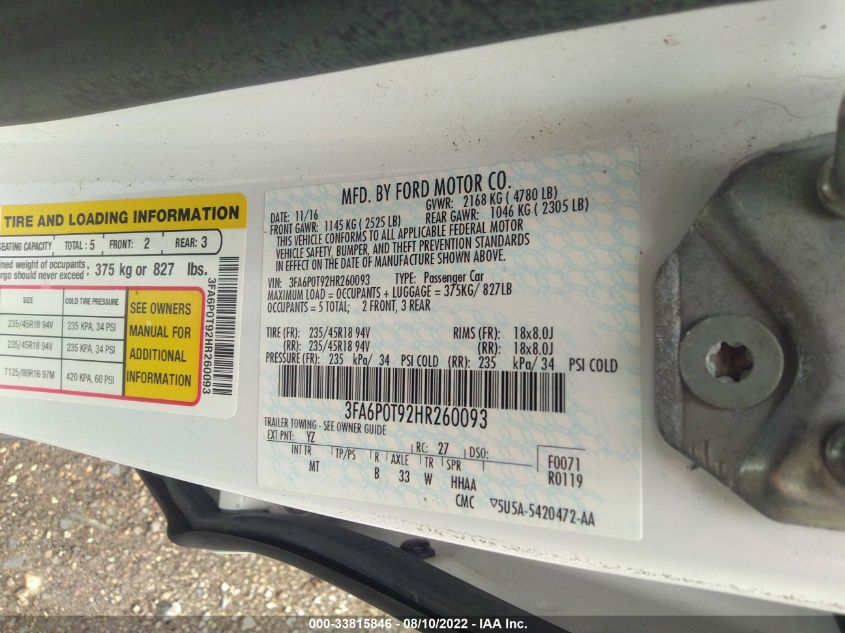 TIRE AND LOADING INFORMATION
SEATING CAPACITY TOTAL: 5 FRONT: 2 REAR: 3
ined weight of occupants
rgo should never exceed: 375 kg or 827 lbs.
SIZE COLD TIRE PRESSURE
235/45R18 94V 235 KPA, 34 PSI
235/45R18 94V 235 KPA, 34 PSI
T125/80R16 97M 420 KPA, 60 PSI
SEE OWNERS
MANUAL FOR
ADDITIONAL
INFORMATION
3FA6P0T92HR260093
MFD. BY FORD MOTOR CO.
DATE: 11/16 GVWR: 2168 KG ( 4780 LB)
FRONT GAWR: 1145 KG ( 2525 LB) REAR GAWR: 1046 KG ( 2305 LB)
THIS VEHICLE CONFORMS TO ALL APPLICABLE FEDERAL MOTOR
VEHICLE SAFETY, BUMPER, AND THEFT PREVENTION STANDARDS
IN EFFECT ON THE DATE OF MANUFACTURE SHOWN ABOVE.
VIN: 3FA6P0T92HR260093 TYPE: Passenger Car
MAXIMUM LOAD = OCCUPANTS + LUGGAGE = 375KG/ 827LB
OCCUPANTS = 5 TOTAL; 2 FRONT, 3 REAR
TIRE (FR): 235/45R18 94V RIMS (FR): 18x8.0J
(RR): 235/45R18 94V (RR): 18x8.0J
PRESSURE (FR): 235 kPa/ 34 PSI COLD (RR): 235 kPa/ 34 PSI COLD
3FA6P0T92HR260093
TRAILER TOWING - SEE OWNER GUIDE
EXT PNT: YZ RC: 27 DSO:
INT TR TP/PS R AXLE TR SPR
MT B 33 W HHAA
F0071
R0119
CMC ▽5U5A-5420472-AA
000-33815846 - 08/10/2022 - IAA Inc.